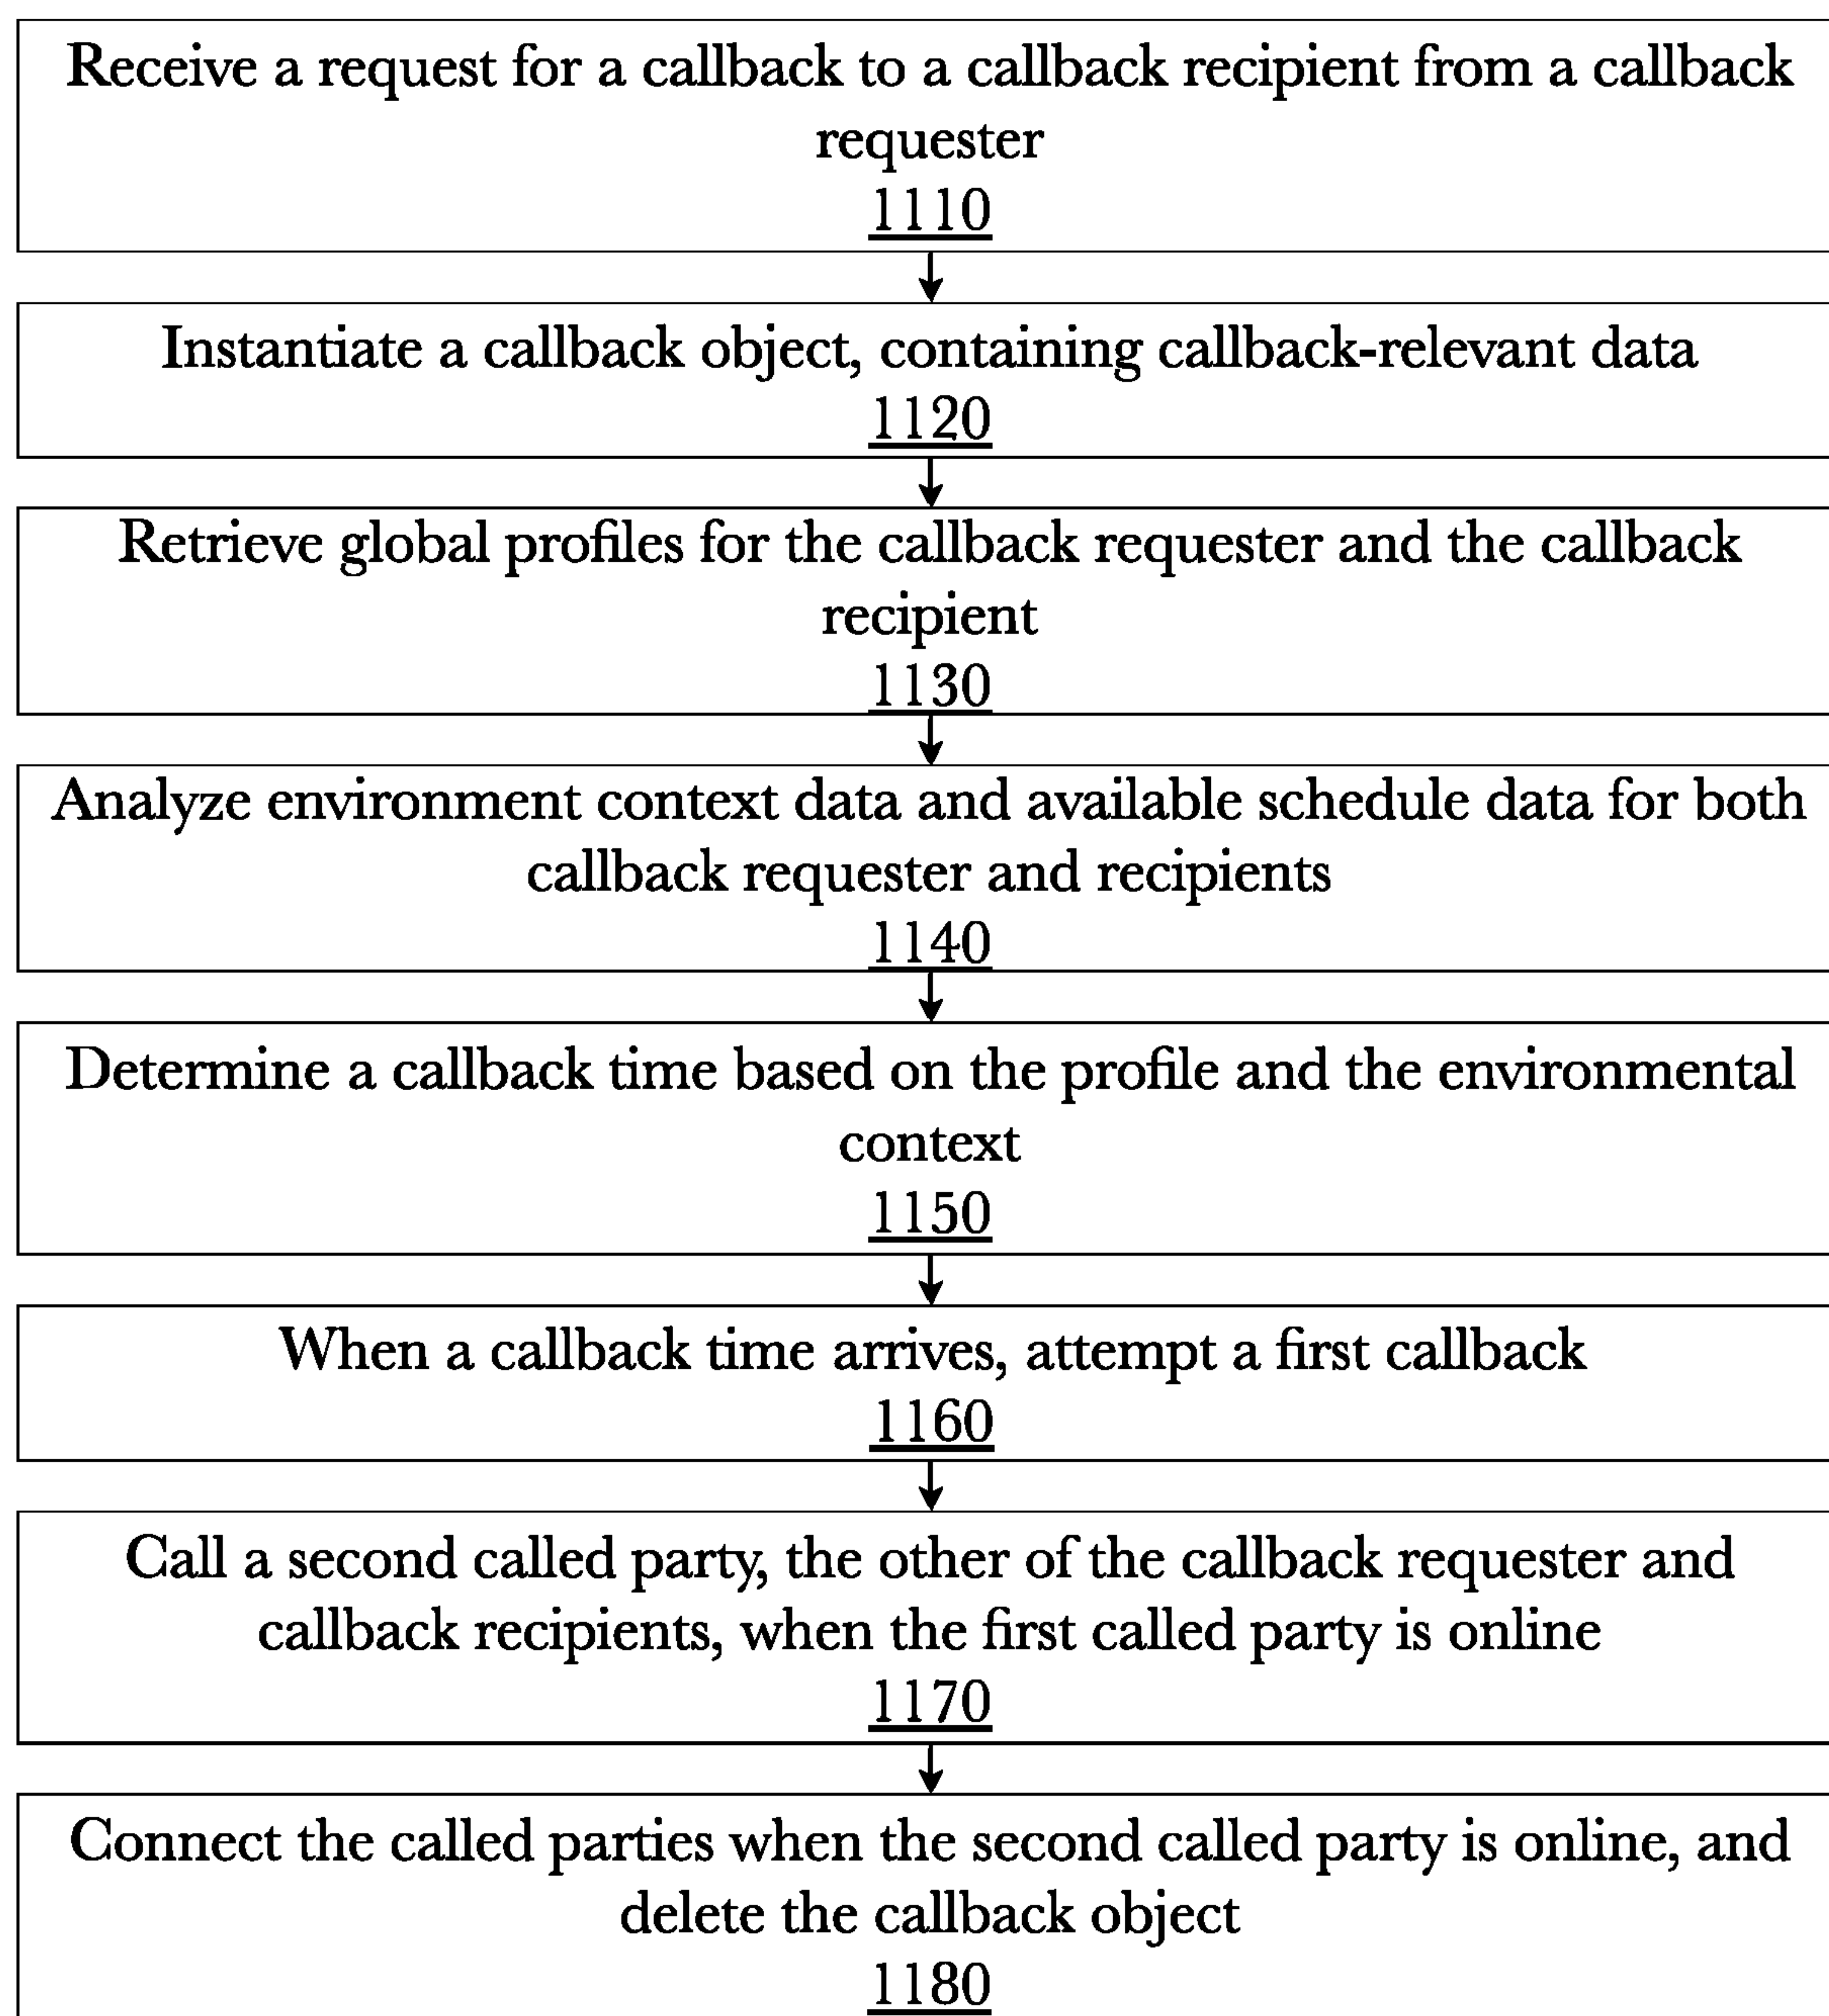 Receive a request for a callback to a callback recipient from a callback
requester
1110
Instantiate a callback object, containing callback-relevant data
1120
Retrieve global profiles for the callback requester and the callback
recipient
1130
Analyze environment context data and available schedule data for both
callback requester and recipients
1140
Determine a callback time based on the profile and the environmental
context
1150
When a callback time arrives, attempt a first callback
1160
Call a second called party, the other of the callback requester and
callback recipients, when the first called party is online
1170
Connect the called parties when the second called party is online, and
delete the callback object
1180